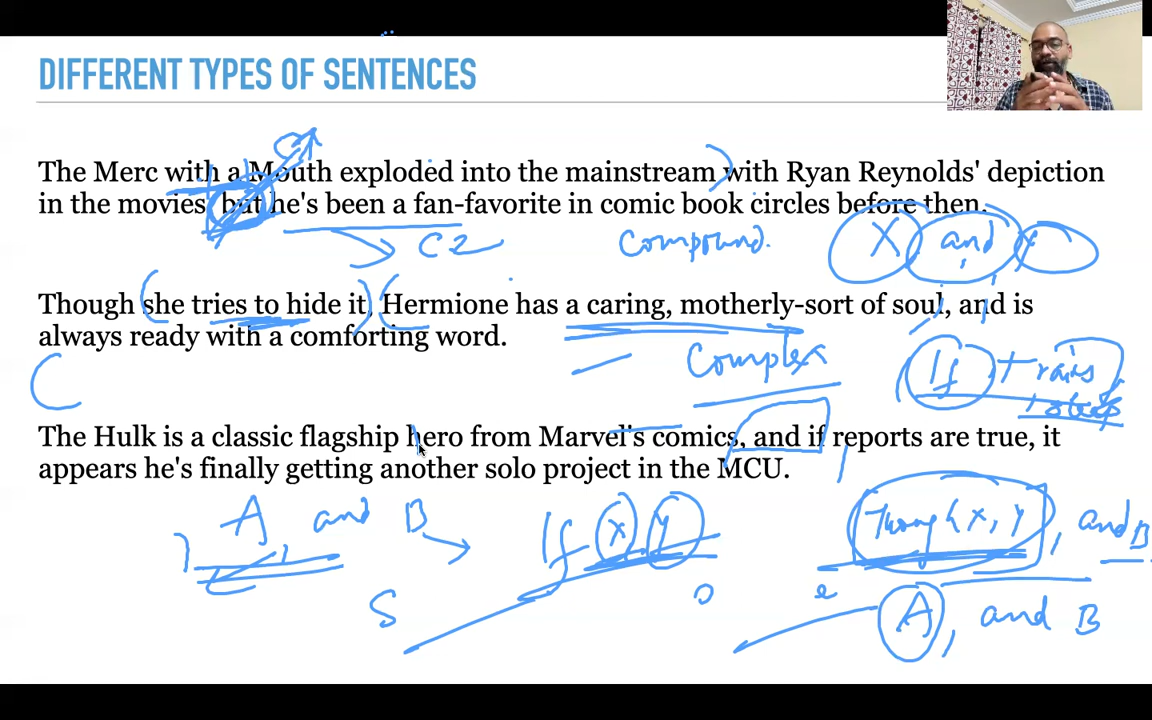 DIFFERENT TYPES OF SENTENCES
The Merc with a Mouth exploded into the mainstream with Ryan Reynolds' depiction
in the movies, but he's been a fan-favorite in comic book circles before then.
C2
Compound.
X and Y
Though she tries to hide it, Hermione has a caring, motherly-sort of soul, and is
always ready with a comforting word.
Complex
If it rains,
The Hulk is a classic flagship hero from Marvel's comics, and if reports are true, it
appears he's finally getting another solo project in the MCU.
A, and B
If X, Y
Though X, Y, and B
S
A, and B